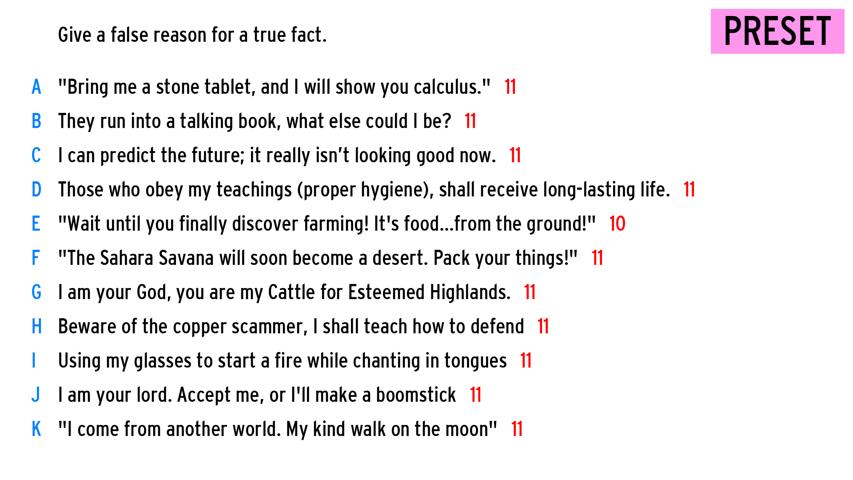 Give a false reason for a true fact.
PRESET
A "Bring me a stone tablet, and I will show you calculus." 11
B They run into a talking book, what else could I be? 11
C I can predict the future; it really isn’t looking good now. 11
D Those who obey my teachings (proper hygiene), shall receive long-lasting life. 11
E "Wait until you finally discover farming! It's food...from the ground!" 10
F "The Sahara Savana will soon become a desert. Pack your things!" 11
G I am your God, you are my Cattle for Esteemed Highlands. 11
H Beware of the copper scammer, I shall teach how to defend 11
I Using my glasses to start a fire while chanting in tongues 11
J I am your lord. Accept me, or I'll make a boomstick 11
K "I come from another world. My kind walk on the moon" 11